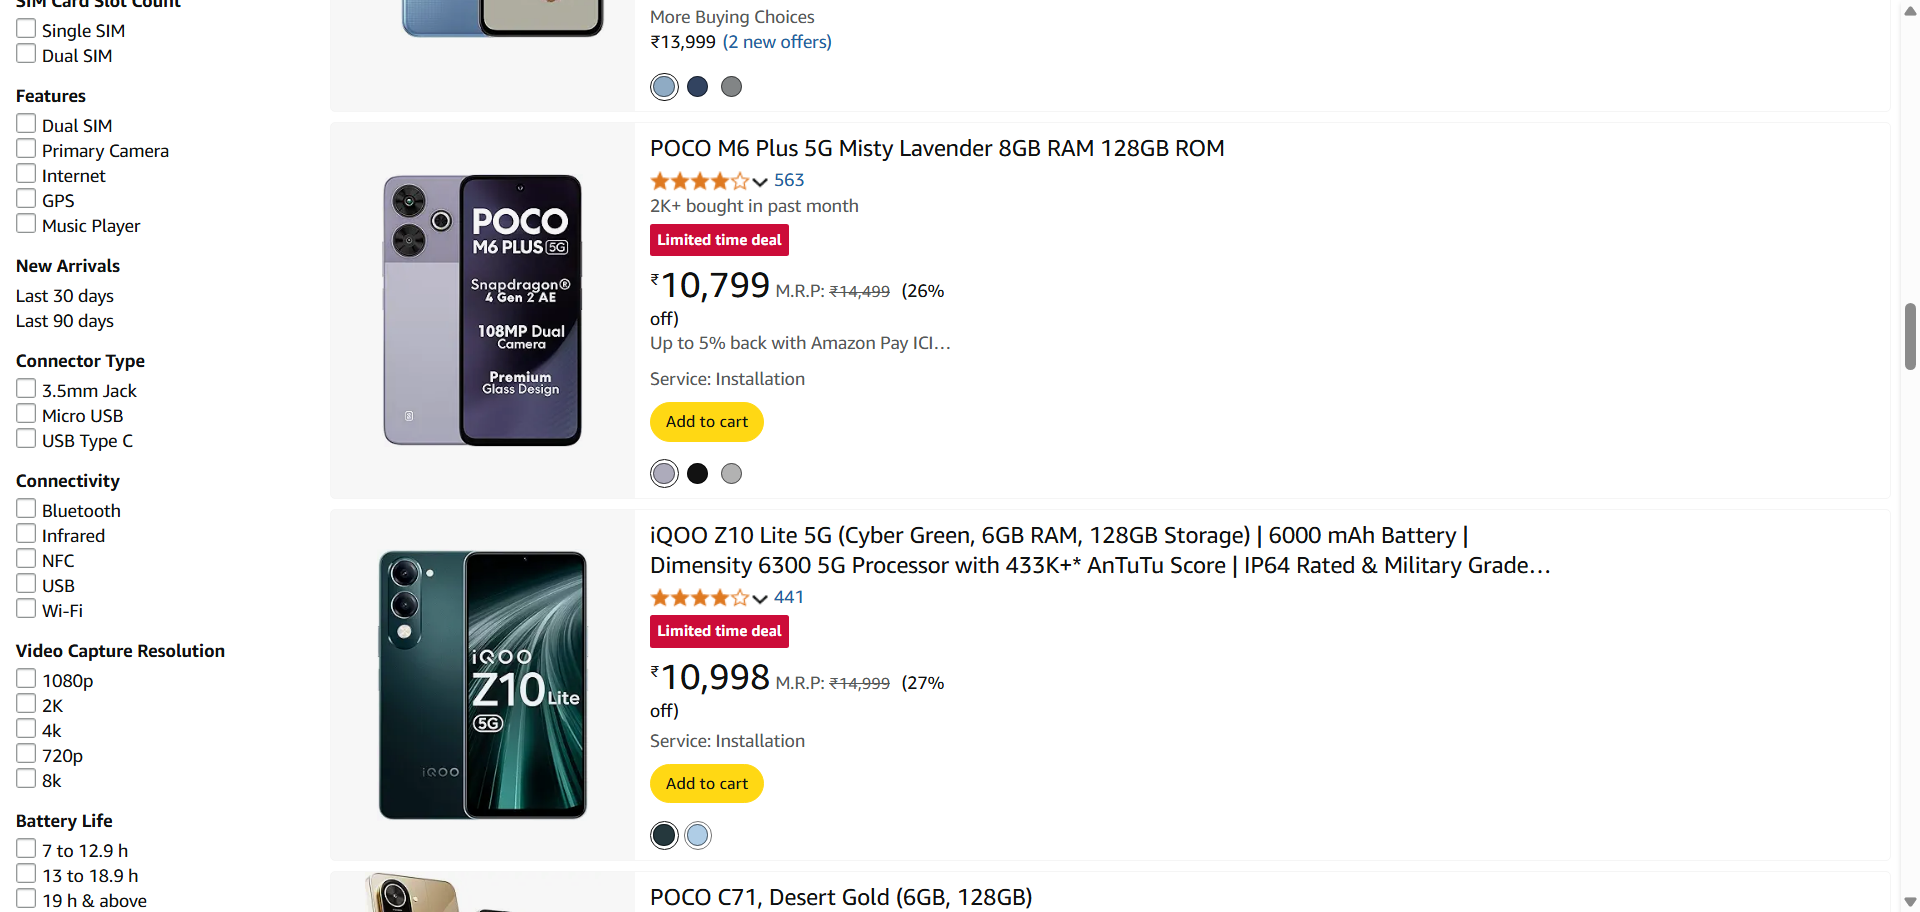 SIM Card Slot Count
Single SIM
Dual SIM
Features
Dual SIM
Primary Camera
Internet
GPS
Music Player
New Arrivals
Last 30 days
Last 90 days
Connector Type
3.5mm Jack
Micro USB
USB Type C
Connectivity
Bluetooth
Infrared
NFC
USB
Wi-Fi
Video Capture Resolution
1080p
2K
4k
720p
8k
Battery Life
7 to 12.9 h
13 to 18.9 h
19 h & above
More Buying Choices
₹13,999 (2 new offers)
POCO
M6 PLUS 5G
Snapdragon®
4 Gen 2 AE
108MP Dual
Camera
Premium
Glass Design
POCO M6 Plus 5G Misty Lavender 8GB RAM 128GB ROM
563
2K+ bought in past month
Limited time deal
₹10,799 M.R.P: ₹14,499 (26%
off)
Up to 5% back with Amazon Pay ICI…
Service: Installation
Add to cart
iQOO
Z10 Lite
5G
iQOO
iQOO Z10 Lite 5G (Cyber Green, 6GB RAM, 128GB Storage) | 6000 mAh Battery |
Dimensity 6300 5G Processor with 433K+* AnTuTu Score | IP64 Rated & Military Grade…
441
Limited time deal
₹10,998 M.R.P: ₹14,999 (27%
off)
Service: Installation
Add to cart
POCO C71, Desert Gold (6GB, 128GB)